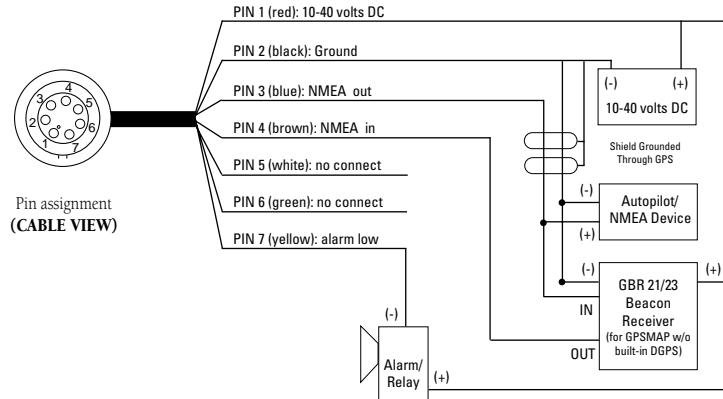 PIN 1 (red): 10-40 volts DC
PIN 2 (black): Ground
PIN 3 (blue): NMEA out
PIN 4 (brown): NMEA in
PIN 5 (white): no connect
PIN 6 (green): no connect
PIN 7 (yellow): alarm low
1
2
3
4
5
6
7
Pin assignment
(CABLE VIEW)
(-)
(+)
10-40 volts DC
Shield Grounded
Through GPS
(-)
(+)
Autopilot/
NMEA Device
(-)
IN
OUT
(+)
GBR 21/23
Beacon
Receiver
(for GPSMAP w/o
built-in DGPS)
(-)
Alarm/
Relay
(+)